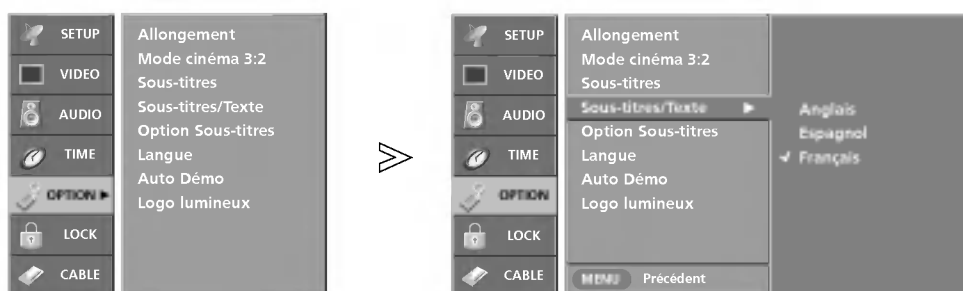 SETUP
VIDEO
AUDIO
TIME
OPTION
LOCK
CABLE
Allongement
Mode cinéma 3:2
Sous-titres
Sous-titres/Texte
Option Sous-titres
Langue
Auto Démo
Logo lumineux
SETUP
VIDEO
AUDIO
TIME
OPTION
LOCK
CABLE
Allongement
Mode cinéma 3:2
Sous-titres
Sous-titres/Texte
Option Sous-titres
Langue
Auto Démo
Logo lumineux
MENU Précédent
Anglais
Espagnol
Français